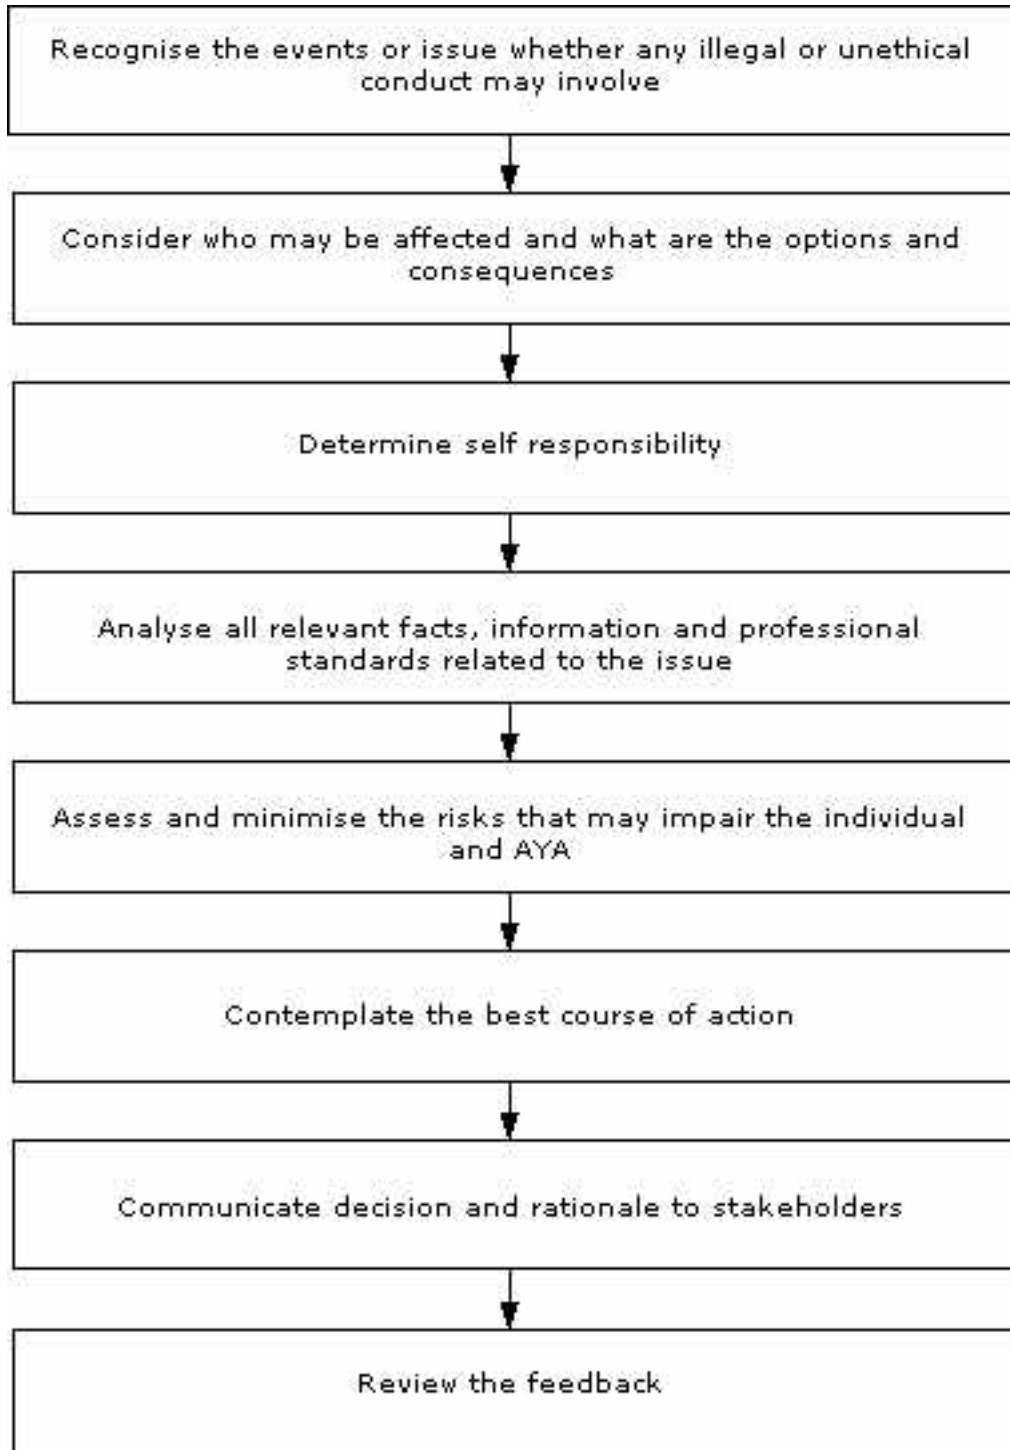 Recognise the events or issue whether any illegal or unethical
conduct may involve
Consider who may be affected and what are the options and
consequences
Determine self responsibility
Analyse all relevant facts, information and professional
standards related to the issue
Assess and minimise the risks that may impair the individual
and AYA
Contemplate the best course of action
Communicate decision and rationale to stakeholders
Review the feedback